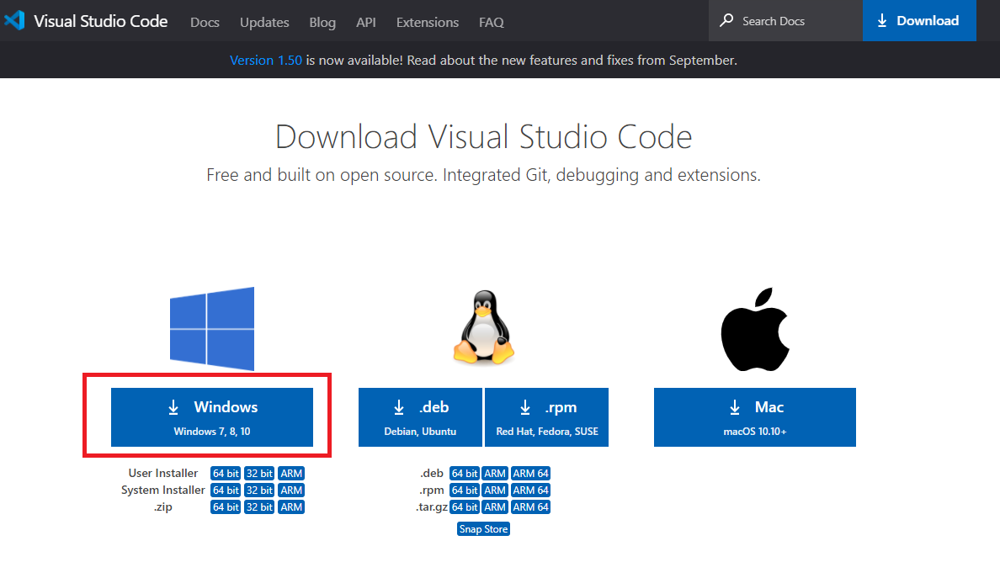 Visual Studio Code Docs Updates Blog API Extensions FAQ Search Docs Download
Version 1.50 is now available! Read about the new features and fixes from September.
Download Visual Studio Code
Free and built on open source. Integrated Git, debugging and extensions.
Windows
Windows 7, 8, 10
User Installer 64 bit 32 bit ARM
System Installer 64 bit 32 bit ARM
.zip 64 bit 32 bit ARM
.deb
Debian, Ubuntu
.rpm
Red Hat, Fedora, SUSE
.deb 64 bit ARM ARM 64
.rpm 64 bit ARM ARM 64
.tar.gz 64 bit ARM ARM 64
Snap Store
Mac
macOS 10.10+